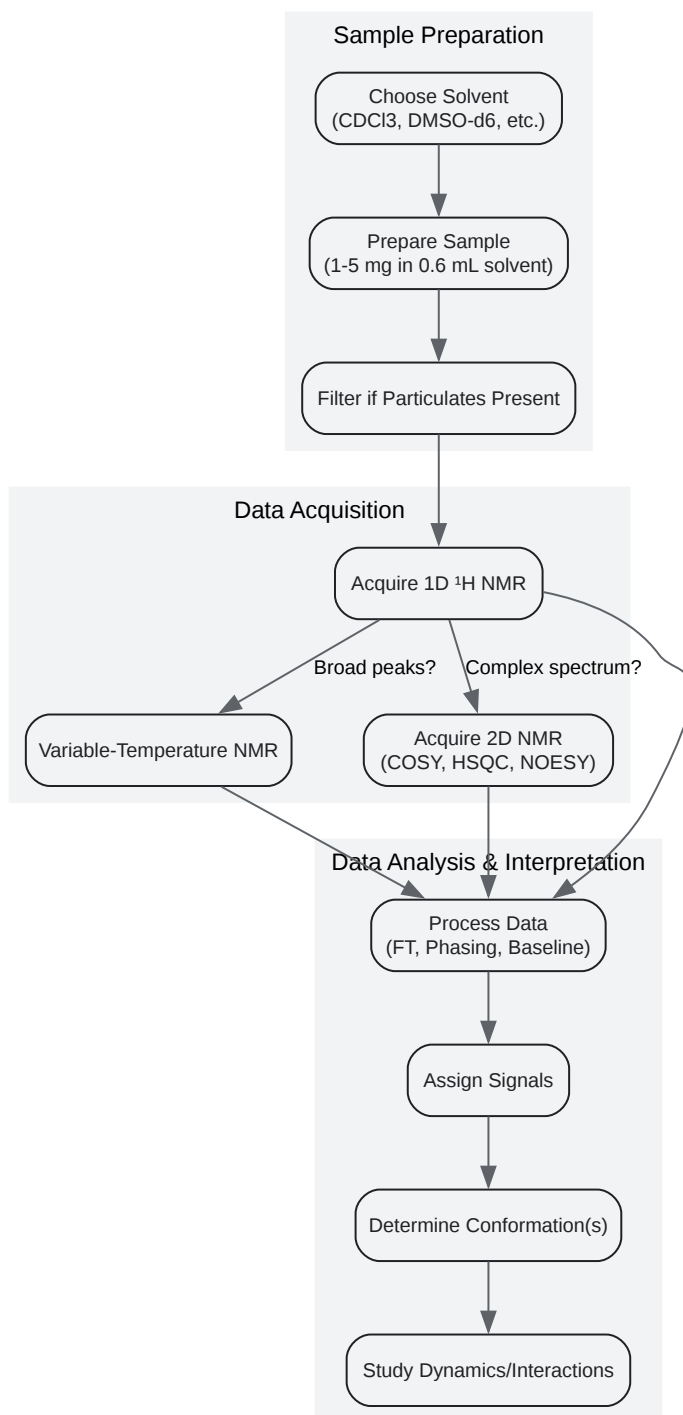 Sample Preparation
Choose Solvent
(CDCl3, DMSO-d6, etc.)
Prepare Sample
(1-5 mg in 0.6 mL solvent)
Filter if Particulates Present
Data Acquisition
Acquire 1D ¹H NMR
Broad peaks?
Complex spectrum?
Variable-Temperature NMR
Acquire 2D NMR
(COSY, HSQC, NOESY)
Data Analysis & Interpretation
Process Data
(FT, Phasing, Baseline)
Assign Signals
Determine Conformation(s)
Study Dynamics/Interactions